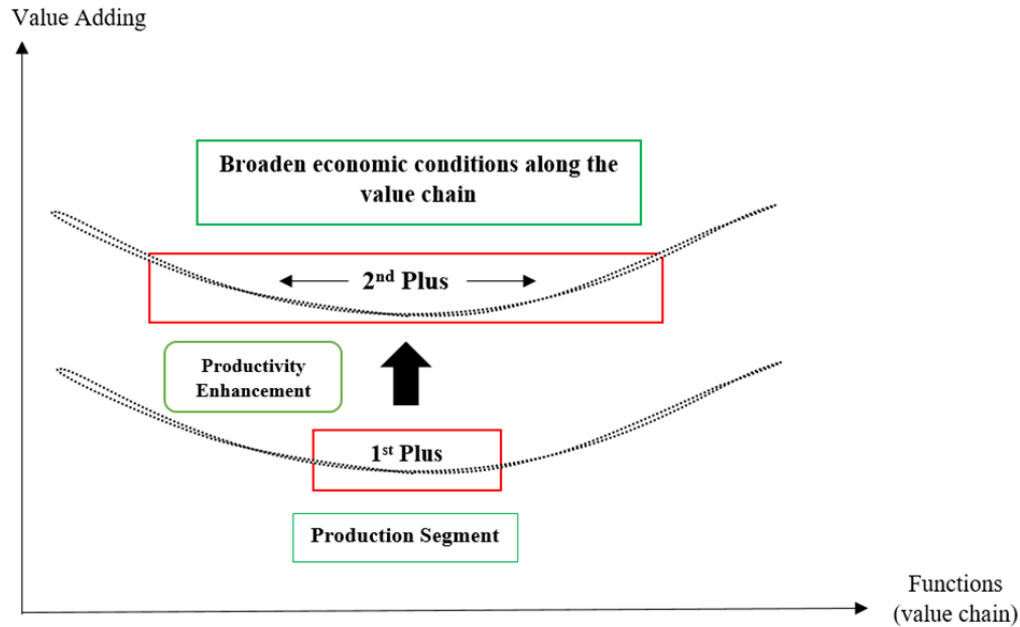 Value Adding
Broaden economic conditions along the
value chain
2nd Plus
Productivity
Enhancement
1st Plus
Production Segment
Functions
(value chain)